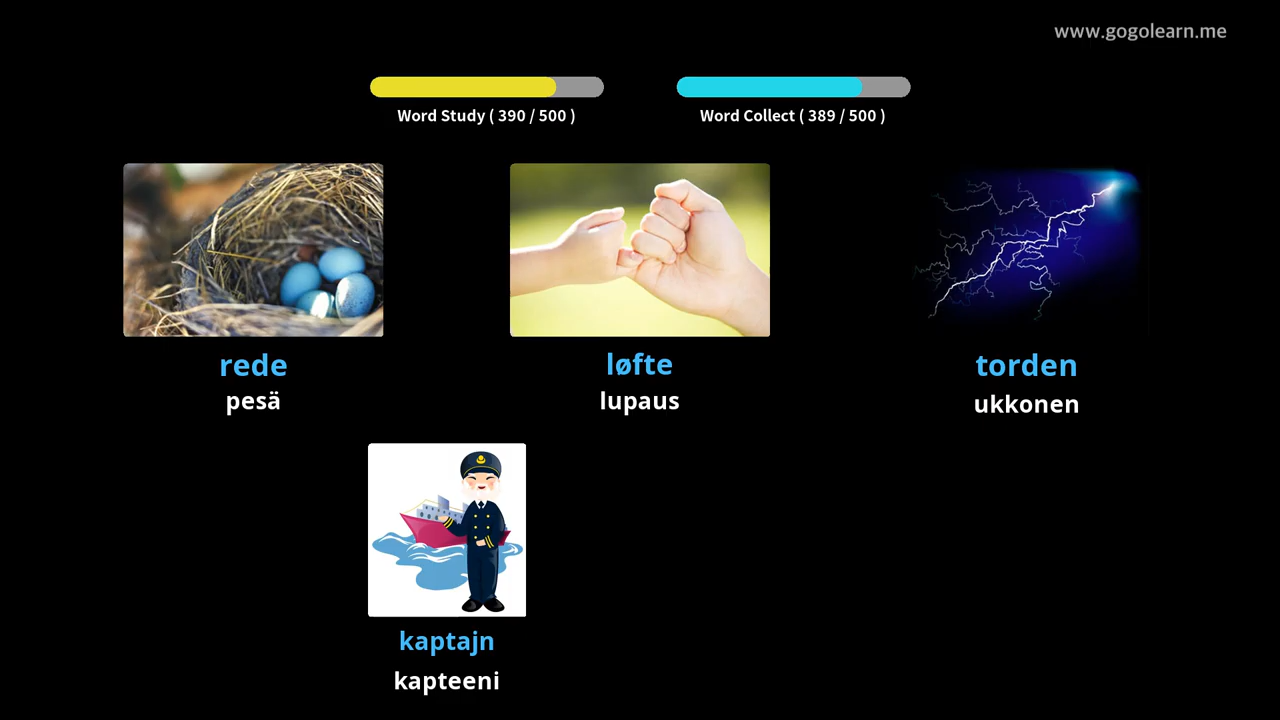 www.gogolearn.me
Word Study ( 390 / 500 )
Word Collect ( 389 / 500 )
rede
pesä
løfte
lupaus
torden
ukkonen
kaptajn
kapteeni